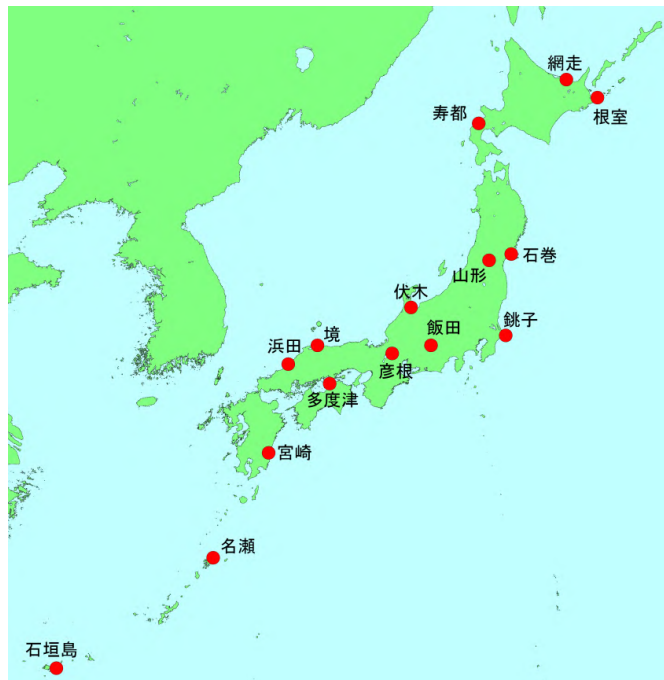 網走
根室
寿都
石巻
山形
伏木
銚子
飯田
境
浜田
彦根
多度津
宮崎
名瀬
石垣島